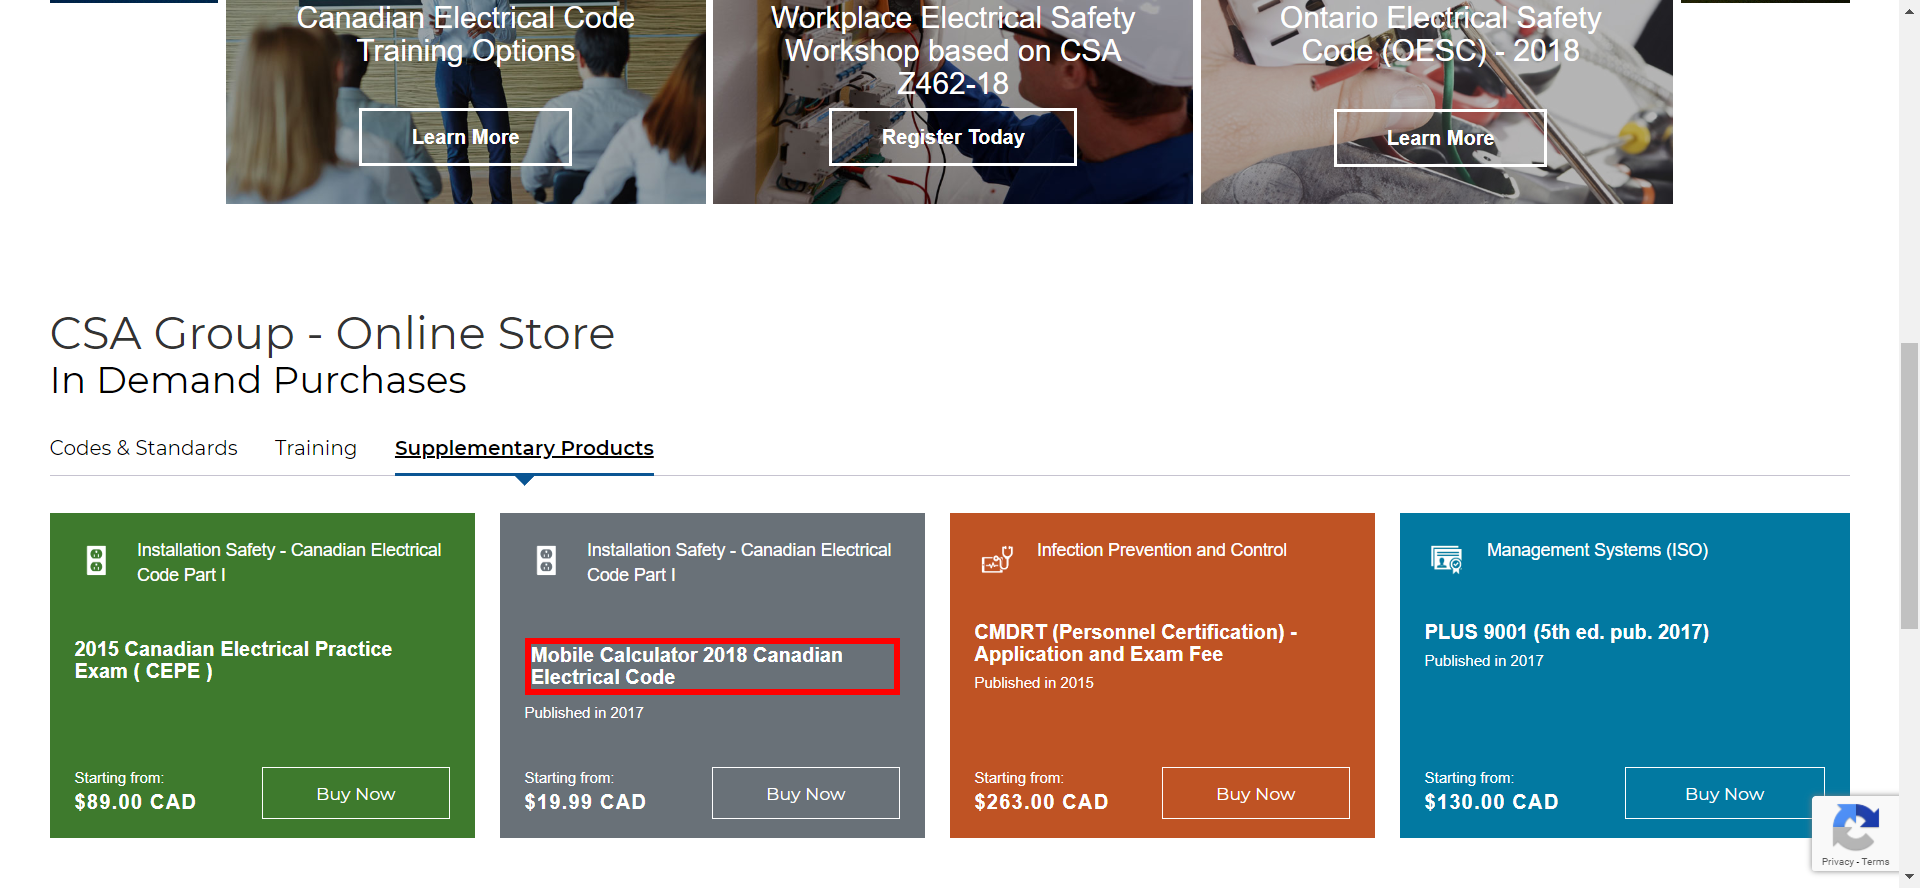 Canadian Electrical Code
Training Options
Learn More
Workplace Electrical Safety
Workshop based on CSA
Z462-18
Register Today
Ontario Electrical Safety
Code (OESC) - 2018
Learn More
CSA Group - Online Store
In Demand Purchases
Codes & Standards
Training
Supplementary Products
Installation Safety - Canadian Electrical
Code Part I
2015 Canadian Electrical Practice
Exam ( CEPE )
Starting from:
$89.00 CAD
Buy Now
Installation Safety - Canadian Electrical
Code Part I
Mobile Calculator 2018 Canadian
Electrical Code
Published in 2017
Starting from:
$19.99 CAD
Buy Now
Infection Prevention and Control
CMDRT (Personnel Certification) -
Application and Exam Fee
Published in 2015
Starting from:
$263.00 CAD
Buy Now
Management Systems (ISO)
PLUS 9001 (5th ed. pub. 2017)
Published in 2017
Starting from:
$130.00 CAD
Buy Now
Privacy - Terms